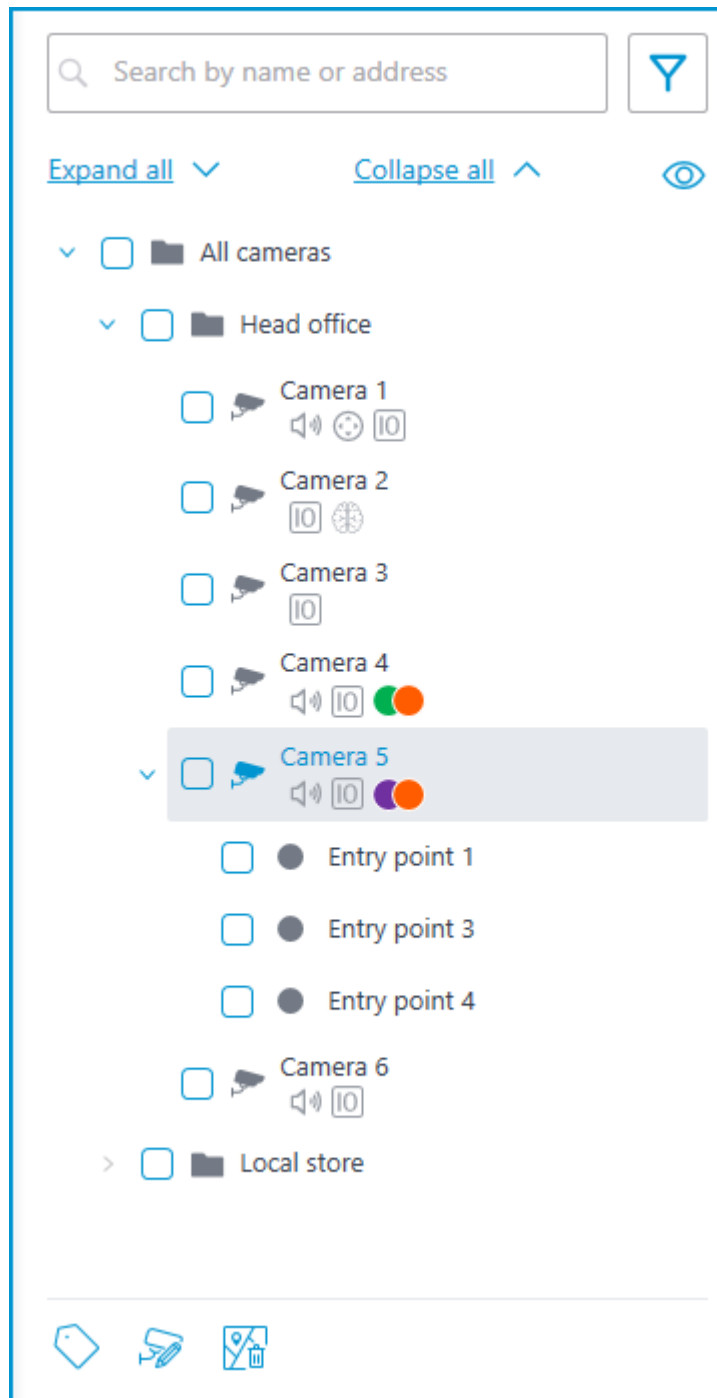 Search by name or address
Expand all Collapse all
All cameras
Head office
Camera 1
IO
Camera 2
IO
Camera 3
IO
Camera 4
IO
Camera 5
IO
Entry point 1
Entry point 3
Entry point 4
Camera 6
IO
Local store